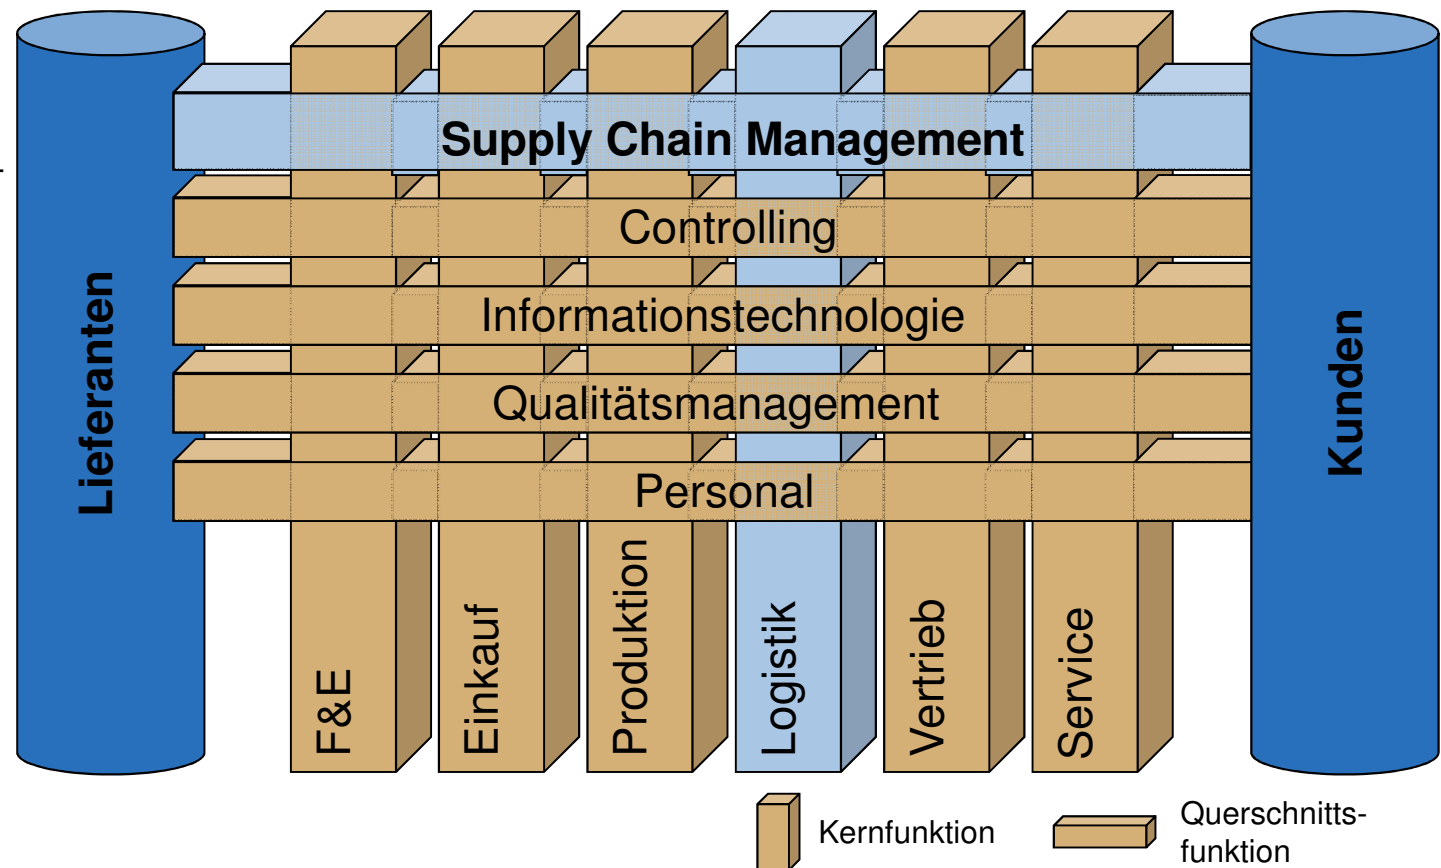 Supply Chain Management
Controlling
Informationstechnologie
Qualitätsmanagement
Personal
Lieferanten
Kunden
F&E
Einkauf
Produktion
Logistik
Vertrieb
Service
Kernfunktion
Querschnitts-
funktion